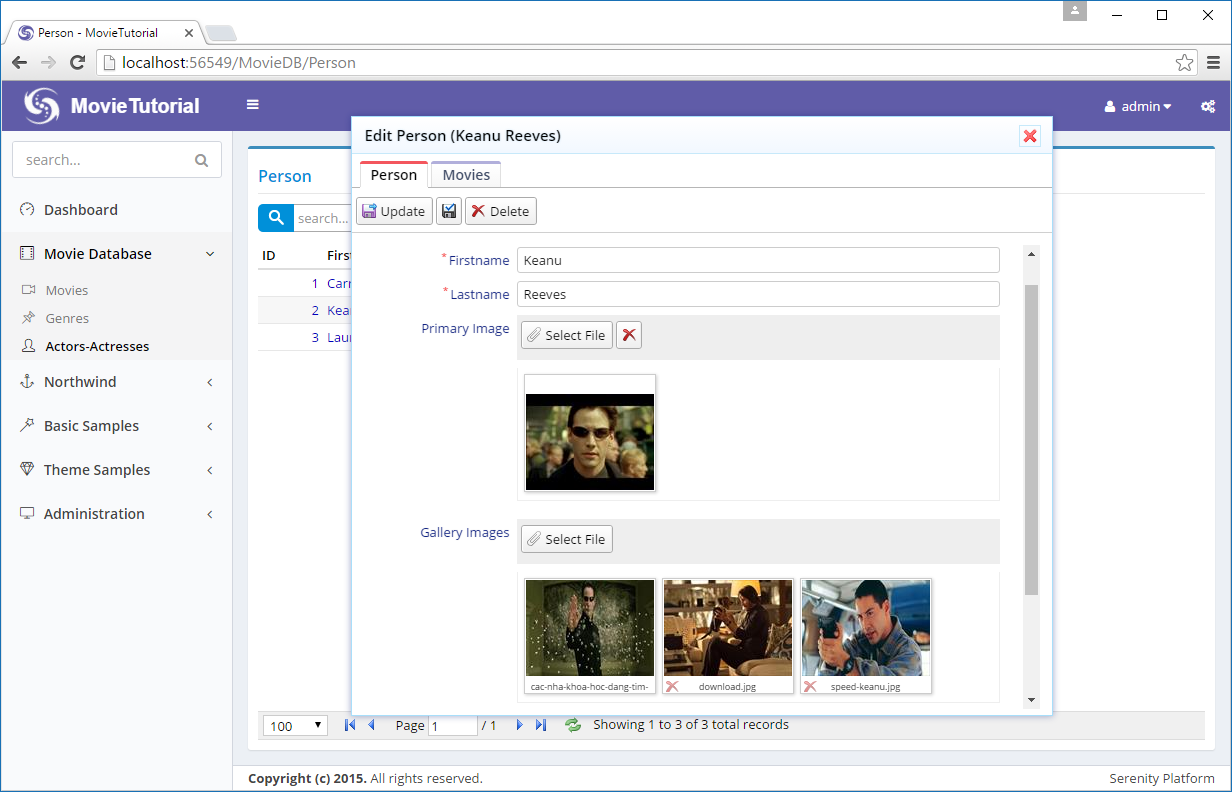 Person - MovieTutorial
localhost:56549/MovieDB/Person
MovieTutorial
admin
search...
Dashboard
Movie Database
Movies
Genres
Actors-Actresses
Northwind
Basic Samples
Theme Samples
Administration
Person
search...
ID Firs
1 Carr
2 Kea
3 Laur
Edit Person (Keanu Reeves)
Person Movies
Update Delete
*Firstname Keanu
*Lastname Reeves
Primary Image Select File
Gallery Images Select File
cac-nha-khoa-hoc-dang-tim- download.jpg speed-keanu.jpg
100 Page 1 / 1 Showing 1 to 3 of 3 total records
Copyright (c) 2015. All rights reserved. Serenity Platform